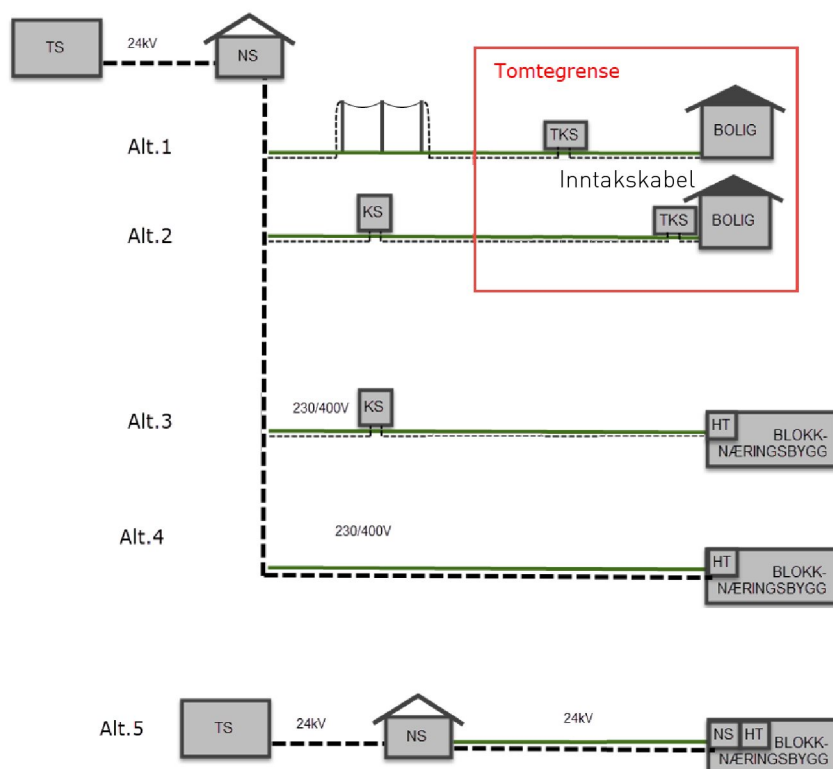 TS
24kV
NS
Tomtegrense
Alt.1
TKS
BOLIG
Inntakskabel
Alt.2
KS
TKS
BOLIG
Alt.3
230/400V
KS
HT
BLOKK-
NÆRINGSBYGG
Alt.4
230/400V
HT
BLOKK-
NÆRINGSBYGG
Alt.5
TS
24kV
NS
24kV
NS
HT
BLOKK-
NÆRINGSBYGG